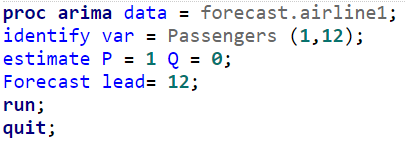 proc arima data = forecast.airline1;
identify var = Passengers (1,12);
estimate P = 1 Q = 0;
Forecast lead= 12;
run;
quit;